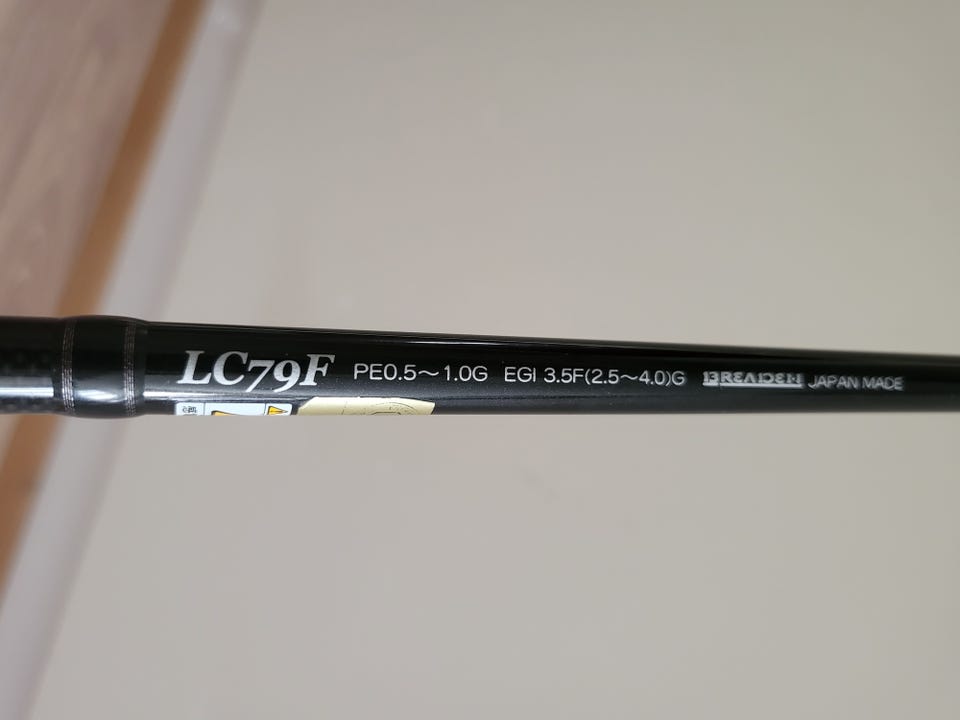 LC79F PE0.5～1.0G EGI 3.5F(2.5～4.0)G BREADEN JAPAN MADE